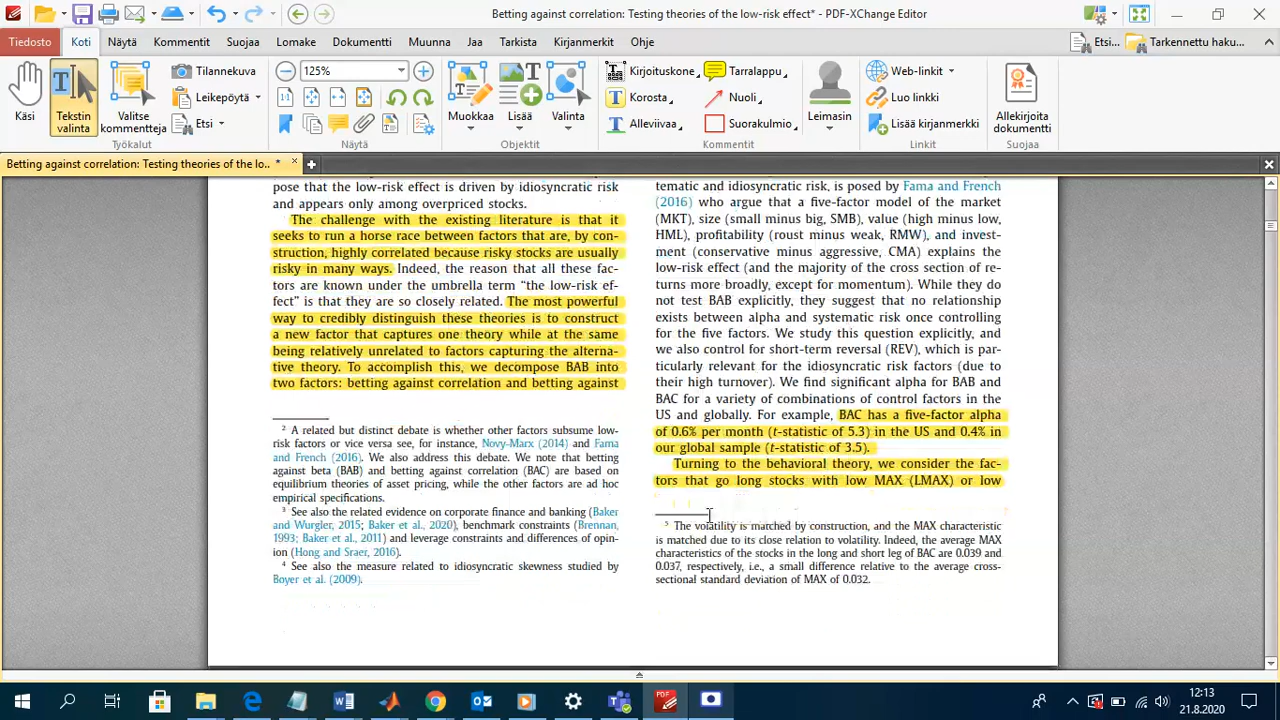 Betting against correlation: Testing theories of the low-risk effect* - PDF-XChange Editor
Tiedosto Koti Näytä Kommentit Suojaa Lomake Dokumentti Muunna Jaa Tarkista Kirjanmerkit Ohje
Etsi...
Tarkennettu haku...
Käsi
Tekstin valinta
Valitse kommentteja
Tilannekuva
Leikepöytä
Etsi
Työkalut
125%
Näytä
Muokkaa
Lisää
Valinta
Objektit
Kirjoituskone
Korosta
Alleviivaa
Tarralappu
Nuoli
Suorakulmio
Kommentit
Leimasin
Web-linkit
Luo linkki
Lisää kirjanmerkki
Linkit
Allekirjoita dokumentti
Suojaa
Betting against correlation: Testing theories of the lo.. *
pose that the low-risk effect is driven by idiosyncratic risk
and appears only among overpriced stocks.
The challenge with the existing literature is that it
seeks to run a horse race between factors that are, by con-
struction, highly correlated because risky stocks are usually
risky in many ways. Indeed, the reason that all these fac-
tors are known under the umbrella term “the low-risk ef-
fect” is that they are so closely related. The most powerful
way to credibly distinguish these theories is to construct
a new factor that captures one theory while at the same
being relatively unrelated to factors capturing the alterna-
tive theory. To accomplish this, we decompose BAB into
two factors: betting against correlation and betting against
2 A related but distinct debate is whether other factors subsume low-
risk factors or vice versa see, for instance, Novy-Marx (2014) and Fama
and French (2016). We also address this debate. We note that betting
against beta (BAB) and betting against correlation (BAC) are based on
equilibrium theories of asset pricing, while the other factors are ad hoc
empirical specifications.
3 See also the related evidence on corporate finance and banking (Baker
and Wurgler, 2015; Baker et al., 2020), benchmark constraints (Brennan,
1993; Baker et al., 2011) and leverage constraints and differences of opin-
ion (Hong and Sraer, 2016).
4 See also the measure related to idiosyncratic skewness studied by
Boyer et al. (2009).
tematic and idiosyncratic risk, is posed by Fama and French
(2016) who argue that a five-factor model of the market
(MKT), size (small minus big, SMB), value (high minus low,
HML), profitability (roust minus weak, RMW), and invest-
ment (conservative minus aggressive, CMA) explains the
low-risk effect (and the majority of the cross section of re-
turns more broadly, except for momentum). While they do
not test BAB explicitly, they suggest that no relationship
exists between alpha and systematic risk once controlling
for the five factors. We study this question explicitly, and
we also control for short-term reversal (REV), which is par-
ticularly relevant for the idiosyncratic risk factors (due to
their high turnover). We find significant alpha for BAB and
BAC for a variety of combinations of control factors in the
US and globally. For example, BAC has a five-factor alpha
of 0.6% per month (t-statistic of 5.3) in the US and 0.4% in
our global sample (t-statistic of 3.5).
Turning to the behavioral theory, we consider the fac-
tors that go long stocks with low MAX (LMAX) or low
5 The volatility is matched by construction, and the MAX characteristic
is matched due to its close relation to volatility. Indeed, the average MAX
characteristics of the stocks in the long and short leg of BAC are 0.039 and
0.037, respectively, i.e., a small difference relative to the average cross-
sectional standard deviation of MAX of 0.032.
12:13
21.8.2020